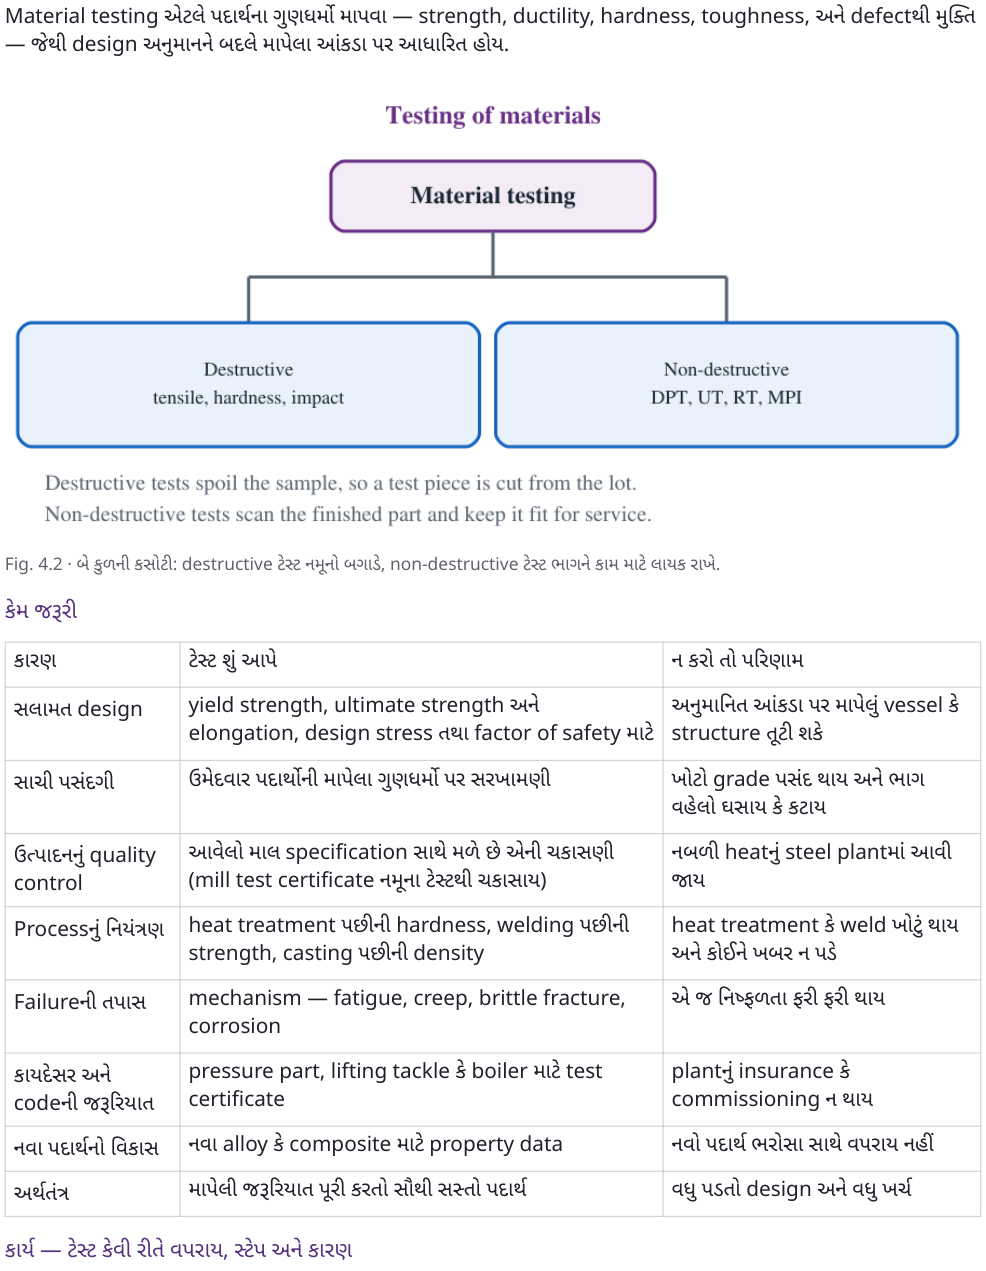 Material testing એટલે પદાર્થના ગુણધર્મો માપવા — strength, ductility, hardness, toughness, અને defectથી મુક્તિ
— જેથી design અનુમાનને બદલે માપેલા આંકડા પર આધારિત હોય.
Testing of materials
Material testing
Destructive
tensile, hardness, impact
Non-destructive
DPT, UT, RT, MPI
Destructive tests spoil the sample, so a test piece is cut from the lot.
Non-destructive tests scan the finished part and keep it fit for service.
Fig. 4.2 · બે કુળની કસોટી: destructive ટેસ્ટ નમૂનો બગાડે, non-destructive ટેસ્ટ ભાગને કામ માટે લાયક રાખે.
કેમ જરૂરી
કારણ
ટેસ્ટ શું આપે
ન કરો તો પરિણામ
સલામત design
yield strength, ultimate strength અને
elongation, design stress તથા factor of safety માટે
અનુમાનિત આંકડા પર માપેલું vessel કે
structure તૂટી શકે
સાચી પસંદગી
ઉમેદવાર પદાર્થોની માપેલા ગુણધર્મો પર સરખામણી
ખોટો grade પસંદ થાય અને ભાગ
વહેલો ઘસાય કે કટાય
ઉત્પાદનનું quality
control
આવેલો માલ specification સાથે મળે છે એની ચકાસણી
(mill test certificate નમૂના ટેસ્ટથી ચકાસાય)
નબળી heatનું steel plantમાં આવી
જાય
Processનું નિયંત્રણ
heat treatment પછીની hardness, welding પછીની
strength, casting પછીની density
heat treatment કે weld ખોટું થાય
અને કોઈને ખબર ન પડે
Failureની તપાસ
mechanism — fatigue, creep, brittle fracture,
corrosion
એ જ નિષ્ફળતા ફરી ફરી થાય
કાયદેસર અને
codeની જરૂરિયાત
pressure part, lifting tackle કે boiler માટે test
certificate
plantનું insurance કે
commissioning ન થાય
નવા પદાર્થનો વિકાસ
નવા alloy કે composite માટે property data
નવો પદાર્થ ભરોસા સાથે વપરાય નહીં
અર્થતંત્ર
માપેલી જરૂરિયાત પૂરી કરતો સૌથી સસ્તો પદાર્થ
વધુ પડતો design અને વધુ ખર્ચ
કાર્ય — ટેસ્ટ કેવી રીતે વપરાય, સ્ટેપ અને કારણ